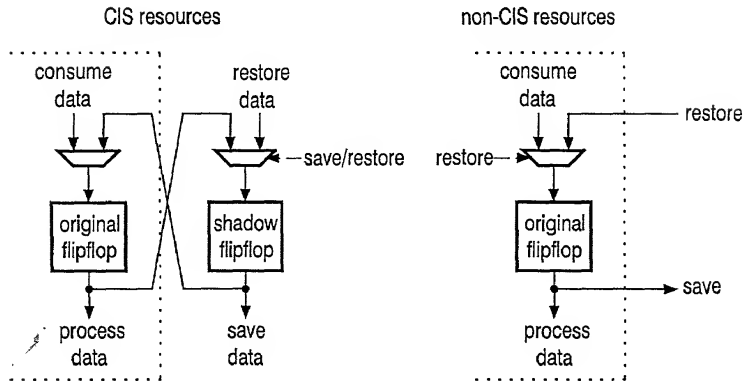 CIS resources
non-CIS resources
consume
data
restore
data
consume
data
restore
save/restore
restore
original
flipflop
shadow
flipflop
original
flipflop
save
process
data
save
data
process
data